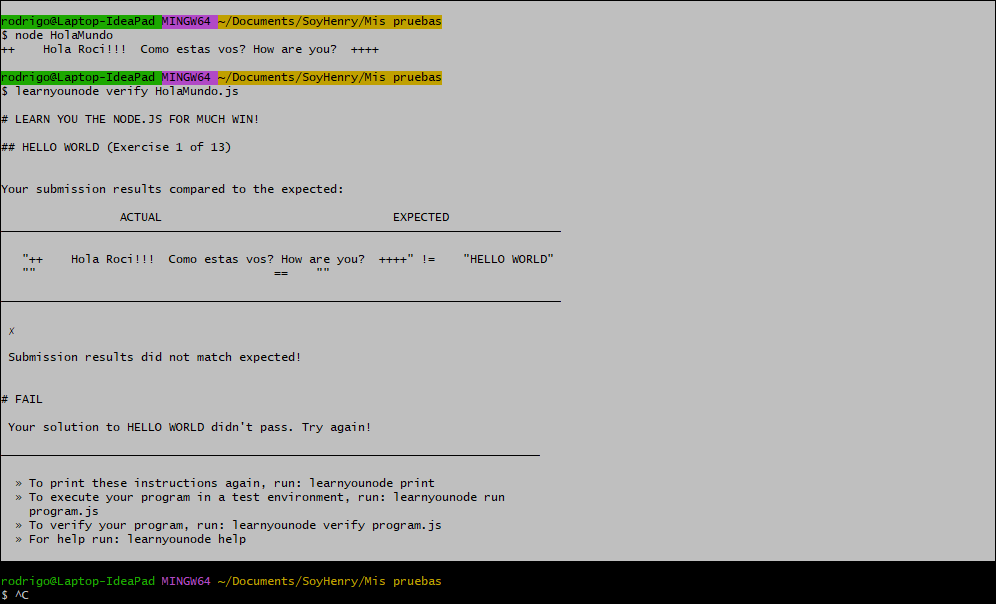 rodrigo@Laptop-IdeaPad MINGW64 ~/Documents/SoyHenry/Mis pruebas
$ node HolaMundo
++    Hola Roci!!!  Como estas vos? How are you?  ++++
rodrigo@Laptop-IdeaPad MINGW64 ~/Documents/SoyHenry/Mis pruebas
$ learnyounode verify HolaMundo.js
# LEARN YOU THE NODE.JS FOR MUCH WIN!
## HELLO WORLD (Exercise 1 of 13)
Your submission results compared to the expected:
ACTUAL                                 EXPECTED
"++    Hola Roci!!!  Como estas vos? How are you?  ++++" !=    "HELLO WORLD"
""                                  ==    ""
✗
Submission results did not match expected!
# FAIL
Your solution to HELLO WORLD didn't pass. Try again!
» To print these instructions again, run: learnyounode print
» To execute your program in a test environment, run: learnyounode run
program.js
» To verify your program, run: learnyounode verify program.js
» For help run: learnyounode help
rodrigo@Laptop-IdeaPad MINGW64 ~/Documents/SoyHenry/Mis pruebas
$ ^C